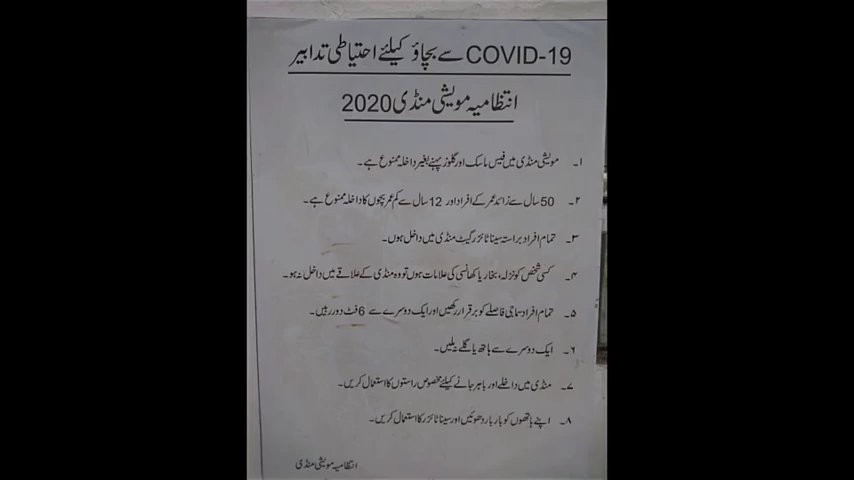 COVID-19 سے بچاؤ کیلئے احتیاطی تدابیر
انتظامیہ مویشی منڈی 2020
۱۔ مویشی منڈی میں فیس ماسک اور گلوز پہنے بغیر داخلہ ممنوع ہے۔
۲۔ 50 سال سے زائد عمر کے افراد اور 12 سال سے کم عمر بچوں کا داخلہ ممنوع ہے۔
۳۔ تمام افراد براستہ سینیٹائزر گیٹ منڈی میں داخل ہوں۔
۴۔ کسی شخص کو نزلہ، بخار یا کھانسی کی علامات ہوں تو وہ منڈی کے علاقے میں داخل نہ ہو۔
۵۔ تمام افراد سماجی فاصلے کو برقرار رکھیں اور ایک دوسرے سے 6 فٹ دور رہیں۔
۶۔ ایک دوسرے سے ہاتھ یا گلے نہ ملیں۔
۷۔ منڈی میں داخلے اور باہر جانے کیلئے مخصوص راستوں کا استعمال کریں۔
۸۔ اپنے ہاتھوں کو بار بار دھوئیں اور سینیٹائزر کا استعمال کریں۔
انتظامیہ مویشی منڈی